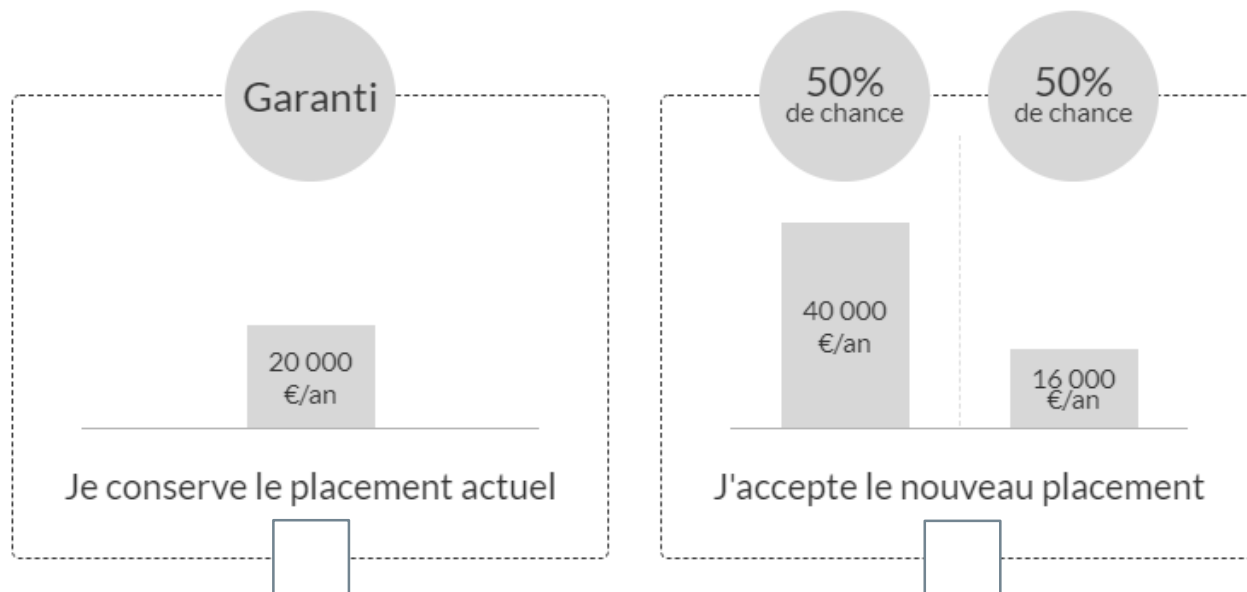 Garanti
20 000
€/an
Je conserve le placement actuel
50%
de chance
50%
de chance
40 000
€/an
16 000
€/an
J'accepte le nouveau placement